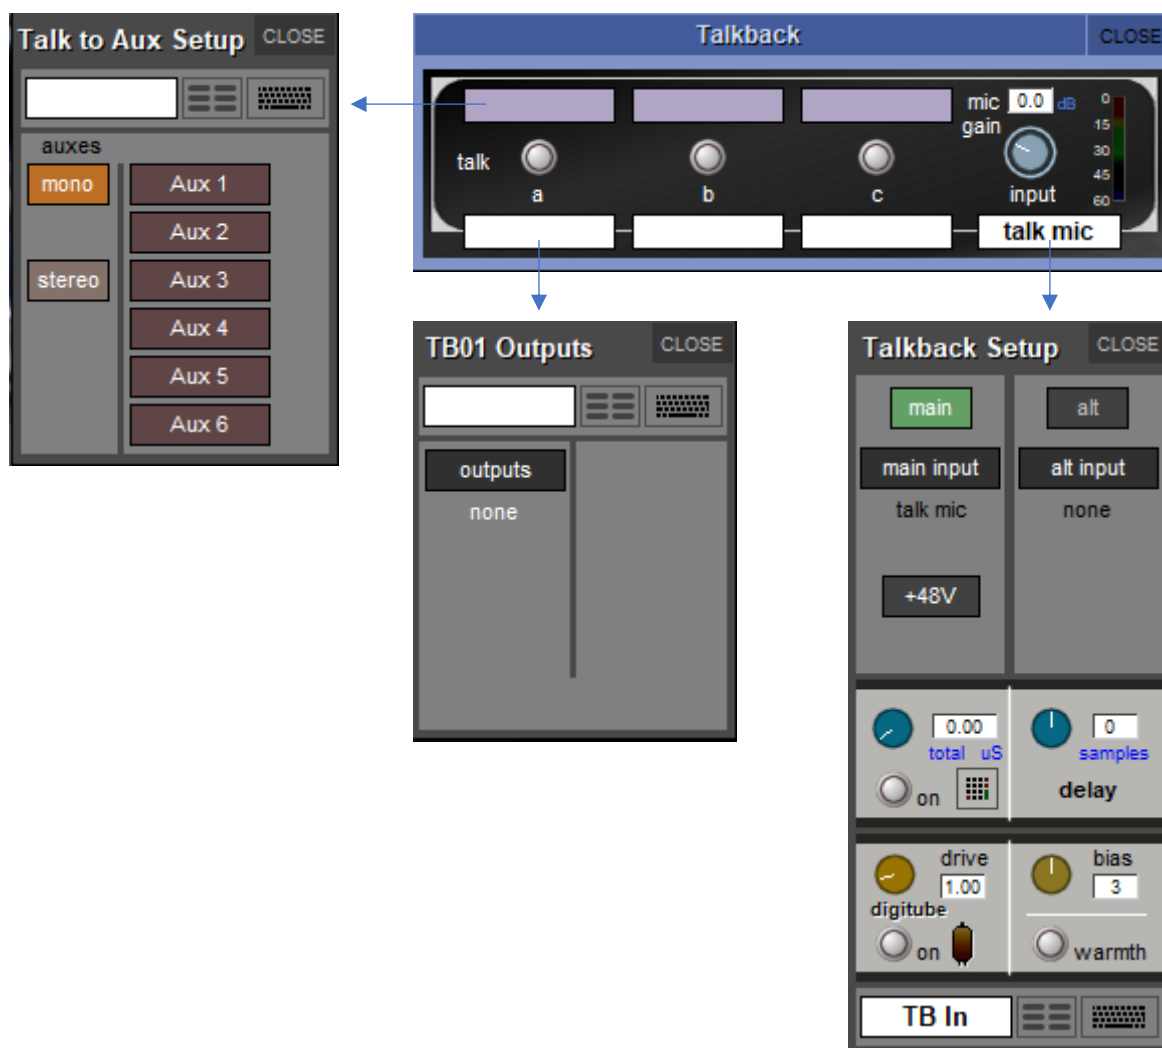 Talk to Aux Setup CLOSE
auxes
mono
stereo
Aux 1
Aux 2
Aux 3
Aux 4
Aux 5
Aux 6
Talkback CLOSE
talk
a
b
c
mic gain 0.0 dB
input
0
15
30
45
60
talk mic
TB01 Outputs CLOSE
outputs
none
Talkback Setup CLOSE
main
alt
main input
alt input
talk mic
none
+48V
0.00
total uS
on
0
samples
delay
drive
1.00
digitube
on
bias
3
warmth
TB In